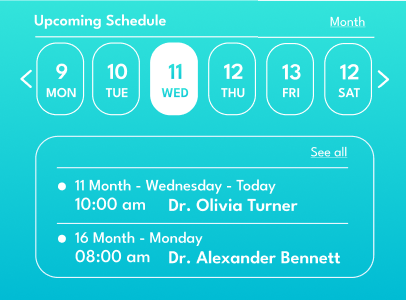 Upcoming Schedule Month
9 10 11 12 13 12
MON TUE WED THU FRI SAT
See all
11 Month - Wednesday - Today
10:00 am Dr. Olivia Turner
16 Month - Monday
08:00 am Dr. Alexander Bennett